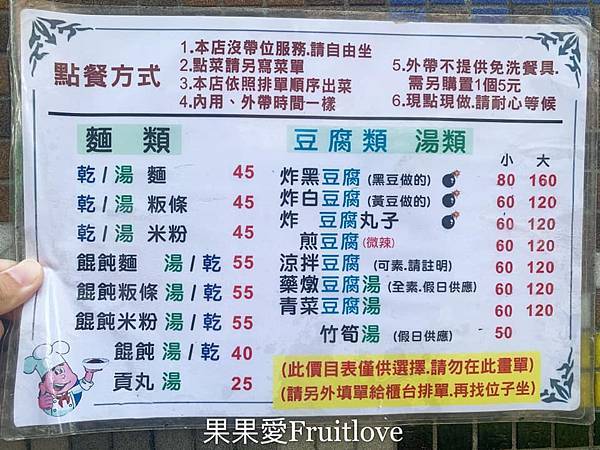 點餐方式
1.本店沒帶位服務.請自由坐
2.點菜請另寫菜單
3.本店依照排單順序出菜
4.內用、外帶時間一樣
5.外帶不提供免洗餐具.
需另購置1個5元
6.現點現做.請耐心等候
麵 類
乾 / 湯 麵 45
乾 / 湯 粄條 45
乾 / 湯 米粉 45
餛飩麵 湯 / 乾 55
餛飩粄條 湯 / 乾 55
餛飩米粉 湯 / 乾 55
餛飩 湯 / 乾 40
貢丸 湯 25
豆腐類 湯類
小 大
炸黑豆腐 (黑豆做的) 80 160
炸白豆腐 (黃豆做的) 60 120
炸 豆腐丸子 60 120
煎豆腐 (微辣) 60 120
涼拌豆腐 (可素.請註明) 60 120
藥燉豆腐湯 (全素.假日供應) 60 120
青菜豆腐湯 60 120
竹筍湯 (假日供應) 50
(此價目表僅供選擇.請勿在此畫單)
(請另外填單給櫃台排單.再找位子坐)
果果愛Fruitlove